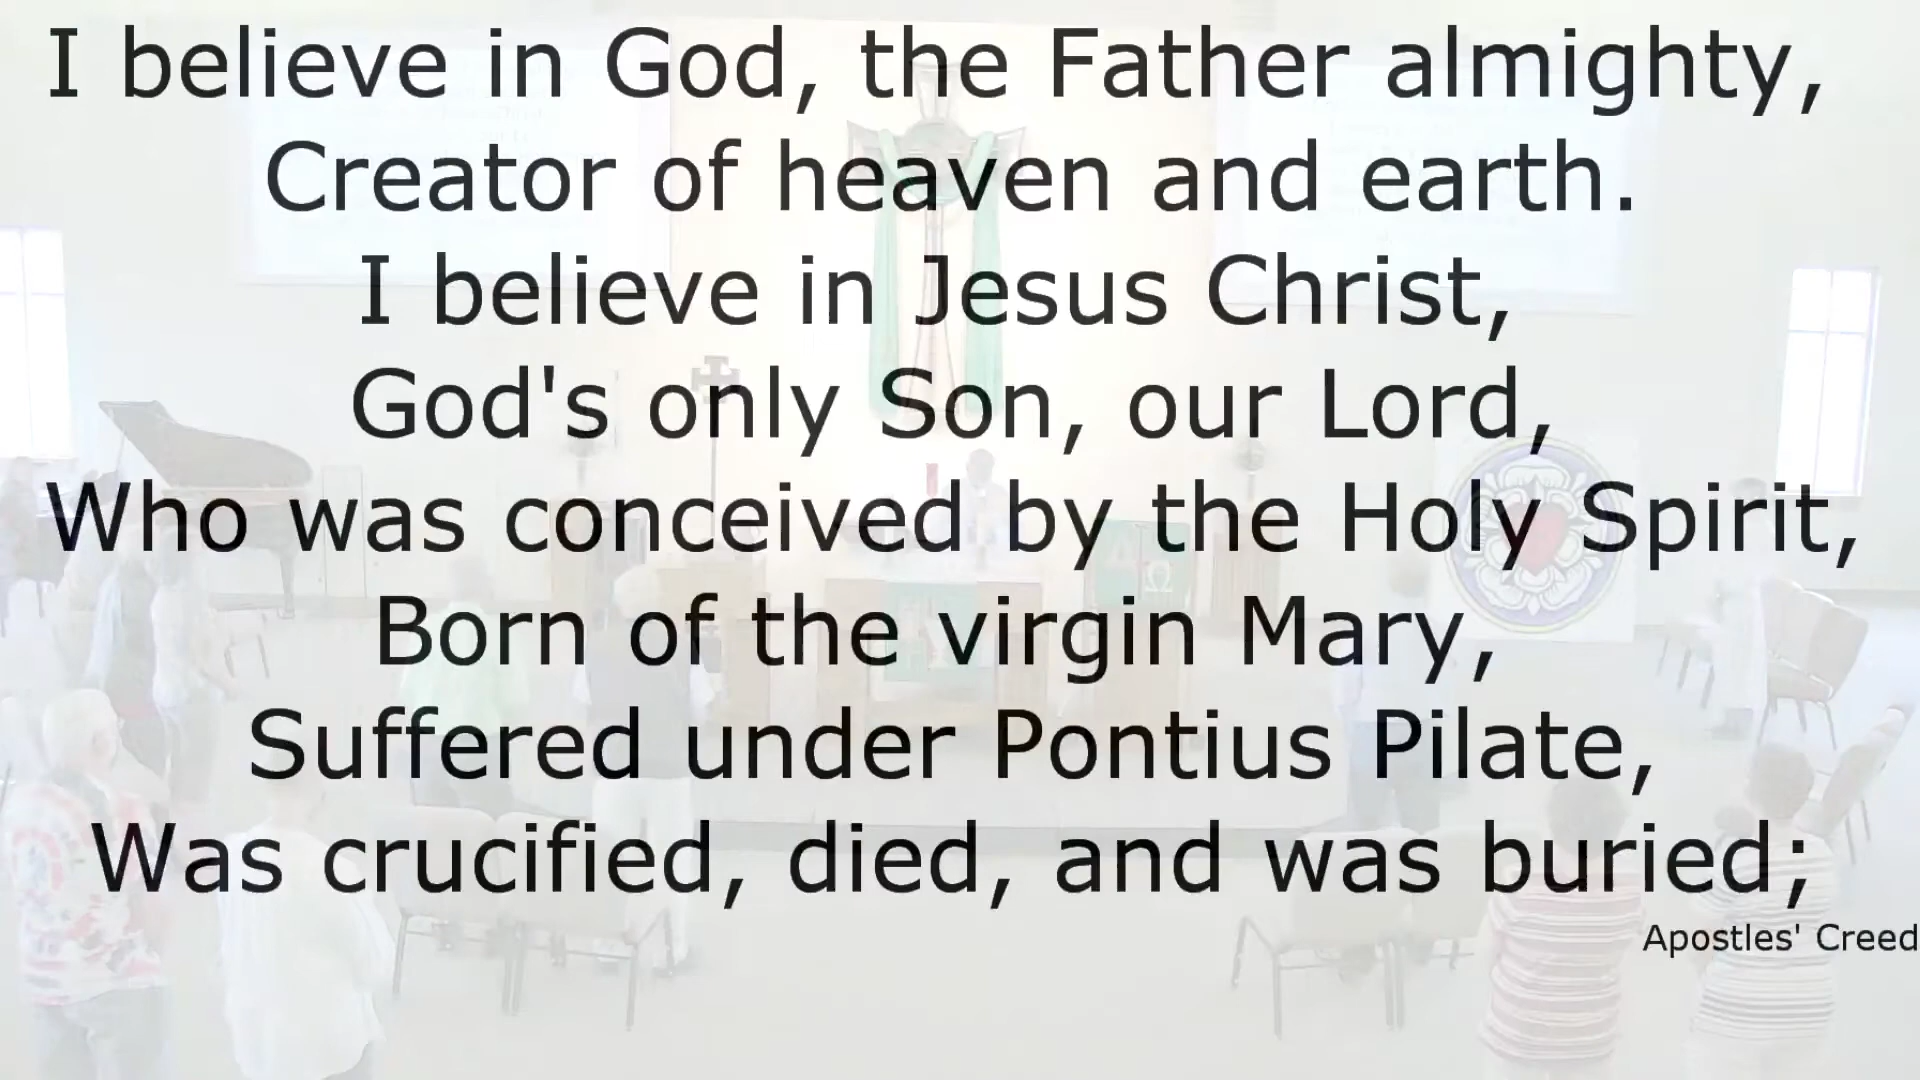 I believe in God, the Father almighty,
Creator of heaven and earth.
I believe in Jesus Christ,
God's only Son, our Lord,
Who was conceived by the Holy Spirit,
Born of the virgin Mary,
Suffered under Pontius Pilate,
Was crucified, died, and was buried;
Apostles' Creed